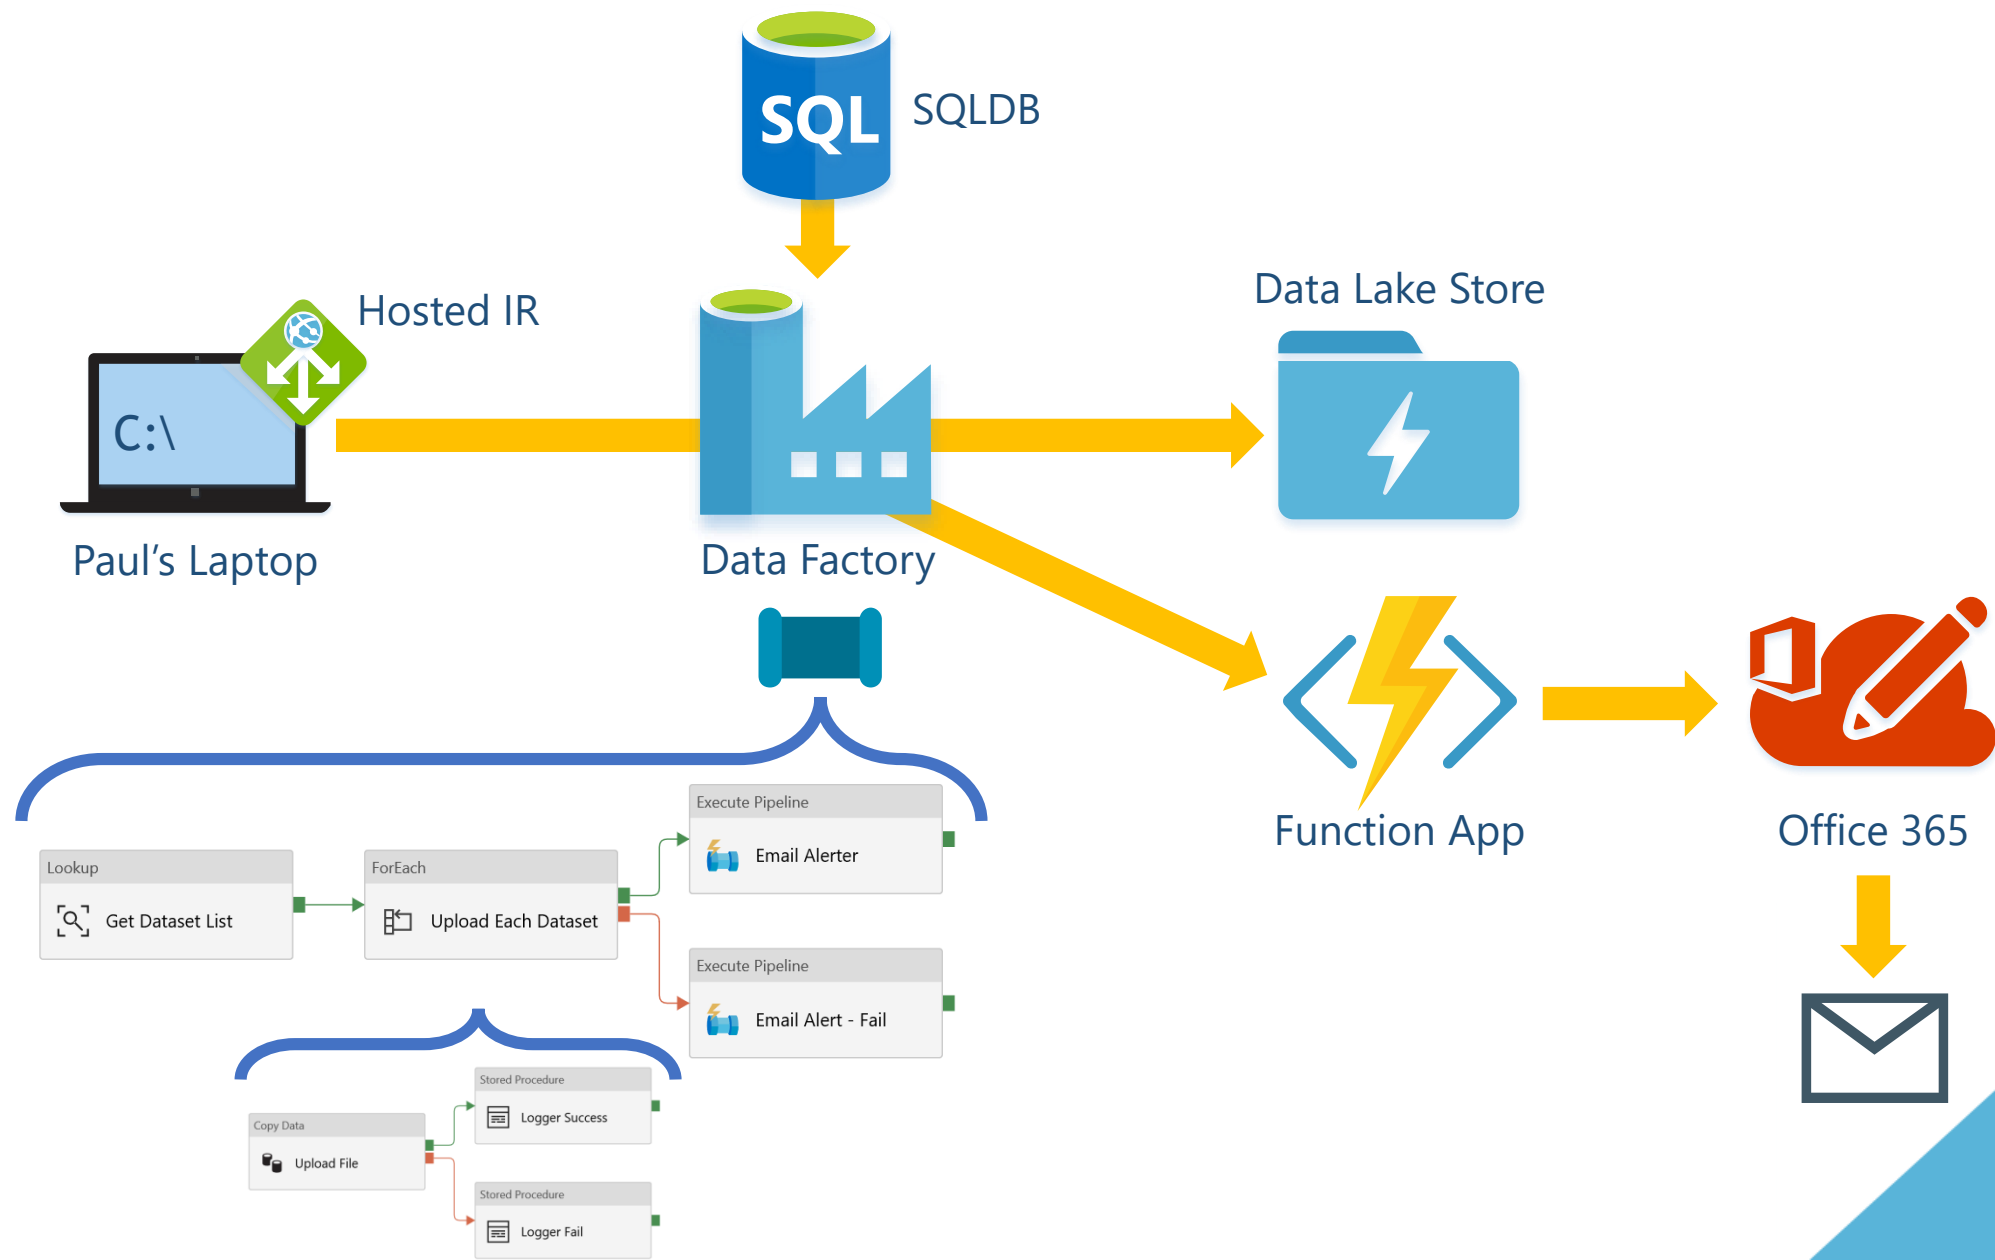 SQL
SQLDB
Hosted IR
Data Lake Store
C:\
Paul's Laptop
Data Factory
Function App
Office 365
Execute Pipeline
Email Alerter
Lookup
Get Dataset List
ForEach
Upload Each Dataset
Execute Pipeline
Email Alert - Fail
Stored Procedure
Logger Success
Copy Data
Upload File
Stored Procedure
Logger Fail